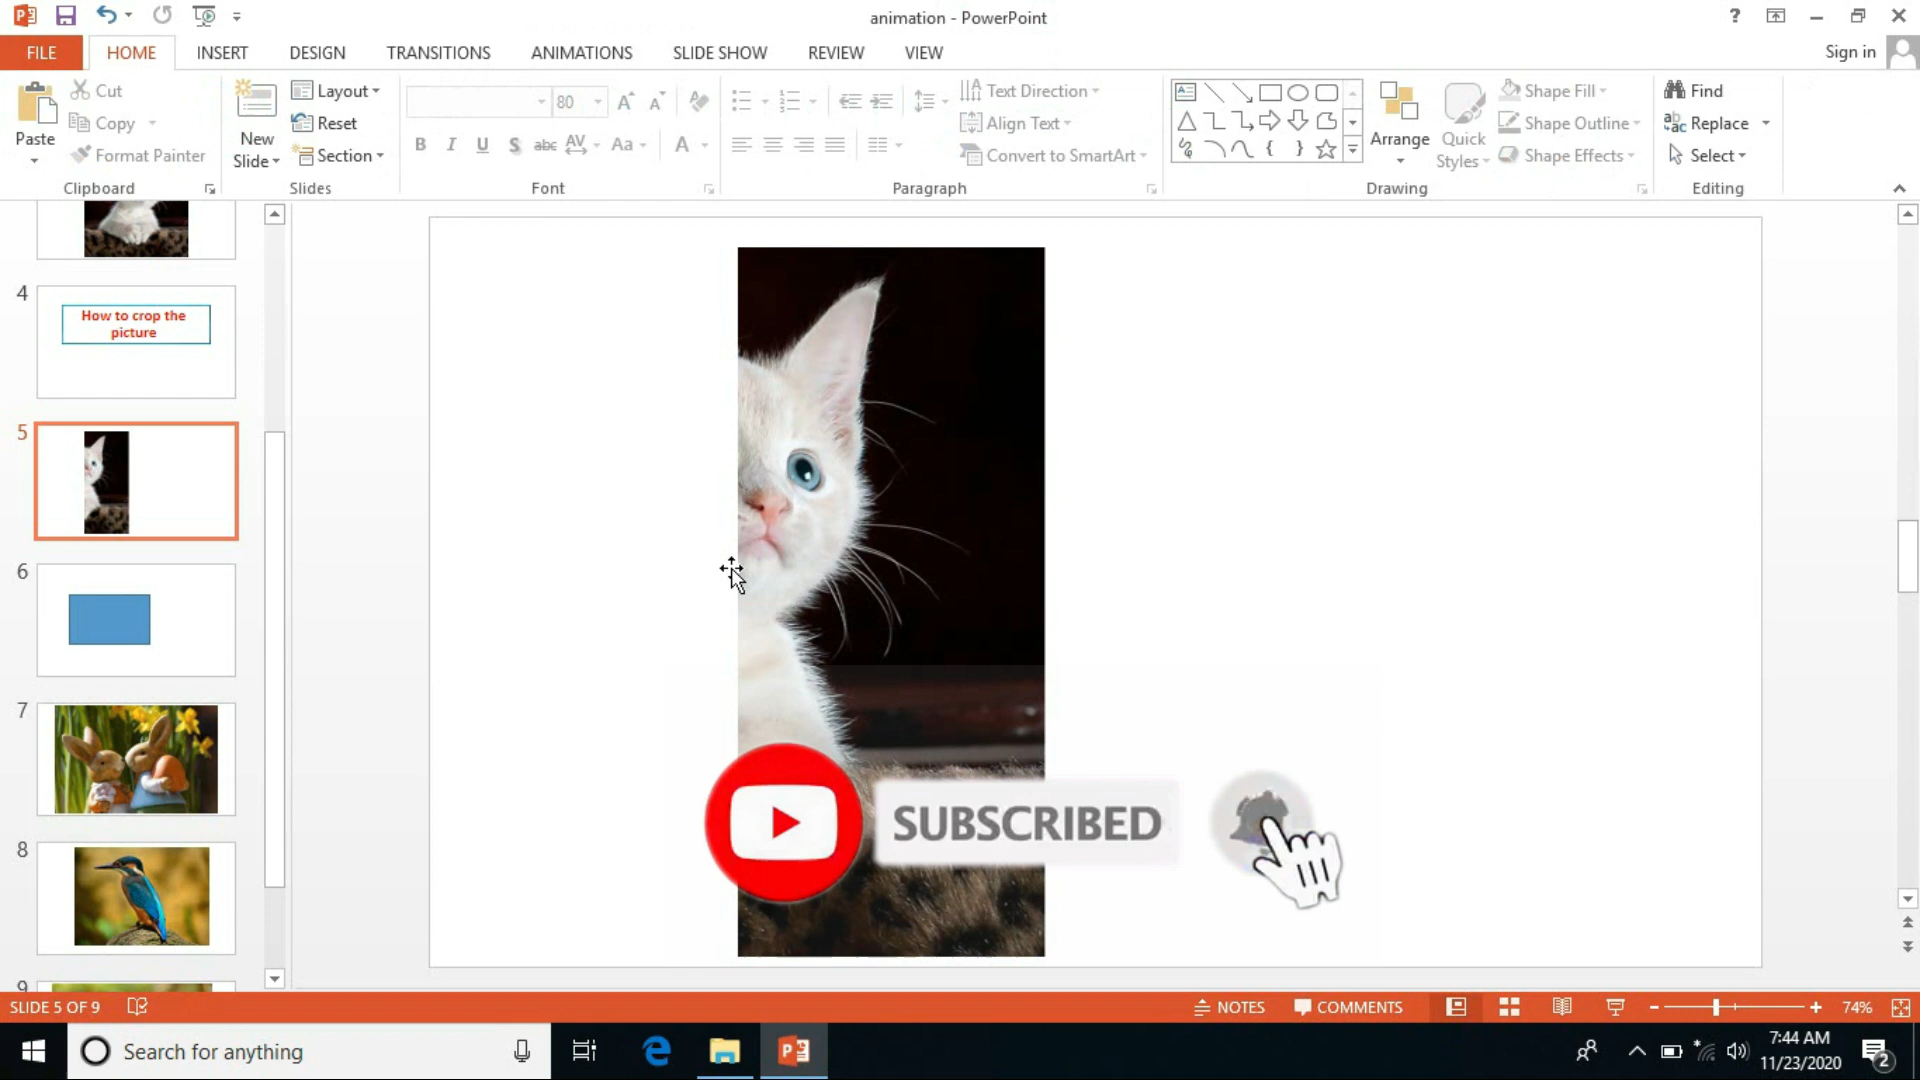 animation - PowerPoint
?
FILE HOME INSERT DESIGN TRANSITIONS ANIMATIONS SLIDE SHOW REVIEW VIEW
Sign in
Paste
Cut
Copy
Format Painter
Clipboard
New
Slide
Layout
Reset
Section
Slides
80
B I U S abc AV Aa A
Font
Text Direction
Align Text
Convert to SmartArt
Paragraph
Arrange
Quick
Styles
Shape Fill
Shape Outline
Shape Effects
Drawing
Find
Replace
Select
Editing
4
How to crop the
picture
5
6
7
8
9
SUBSCRIBED
SLIDE 5 OF 9
NOTES
COMMENTS
74%
Search for anything
7:44 AM
11/23/2020
2